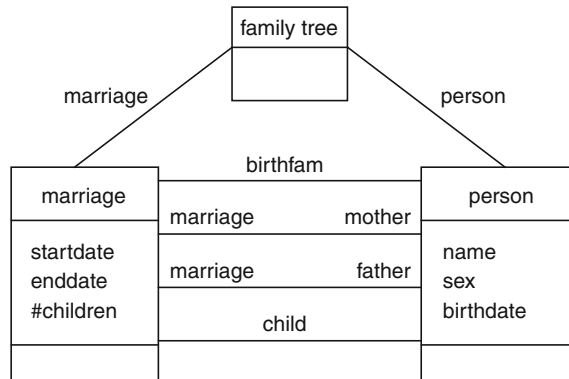 family tree
marriage
person
birthfam
marriage
person
marriage mother
startdate
name
enddate
marriage father
sex
#children
birthdate
child